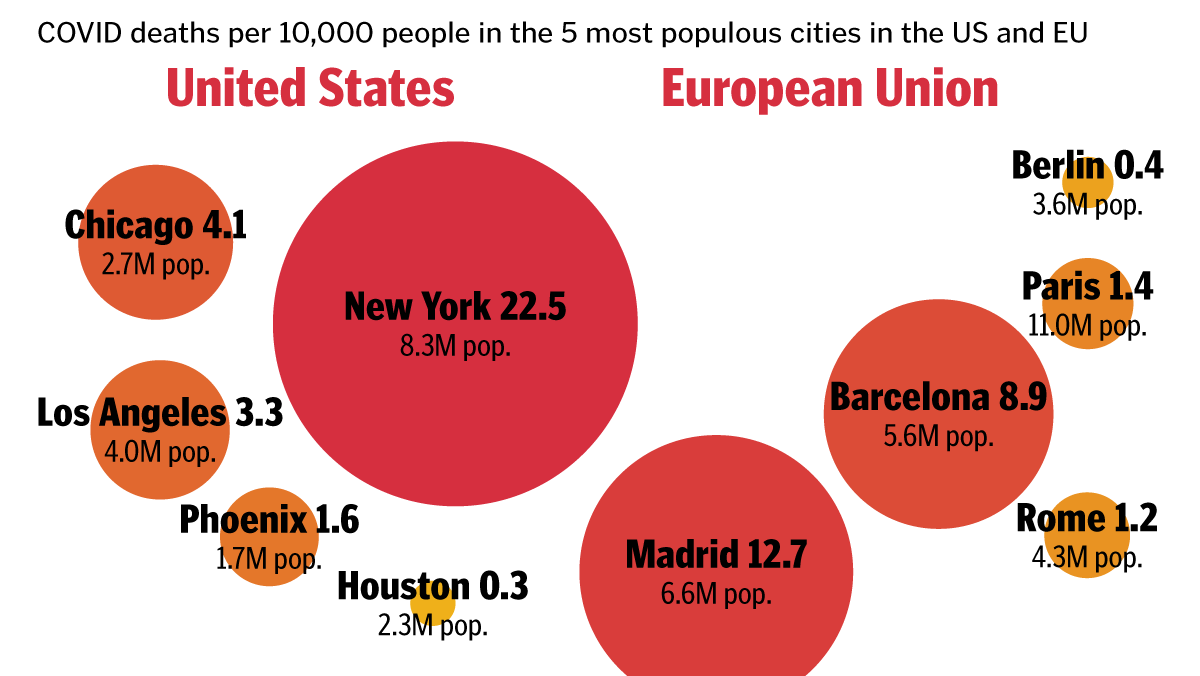 COVID deaths per 10,000 people in the 5 most populous cities in the US and EU
United States
Chicago 4.1
2.7M pop.
New York 22.5
8.3M pop.
Los Angeles 3.3
4.0M pop.
Phoenix 1.6
1.7M pop.
Houston 0.3
2.3M pop.
European Union
Berlin 0.4
3.6M pop.
Paris 1.4
11.0M pop.
Barcelona 8.9
5.6M pop.
Rome 1.2
4.3M pop.
Madrid 12.7
6.6M pop.